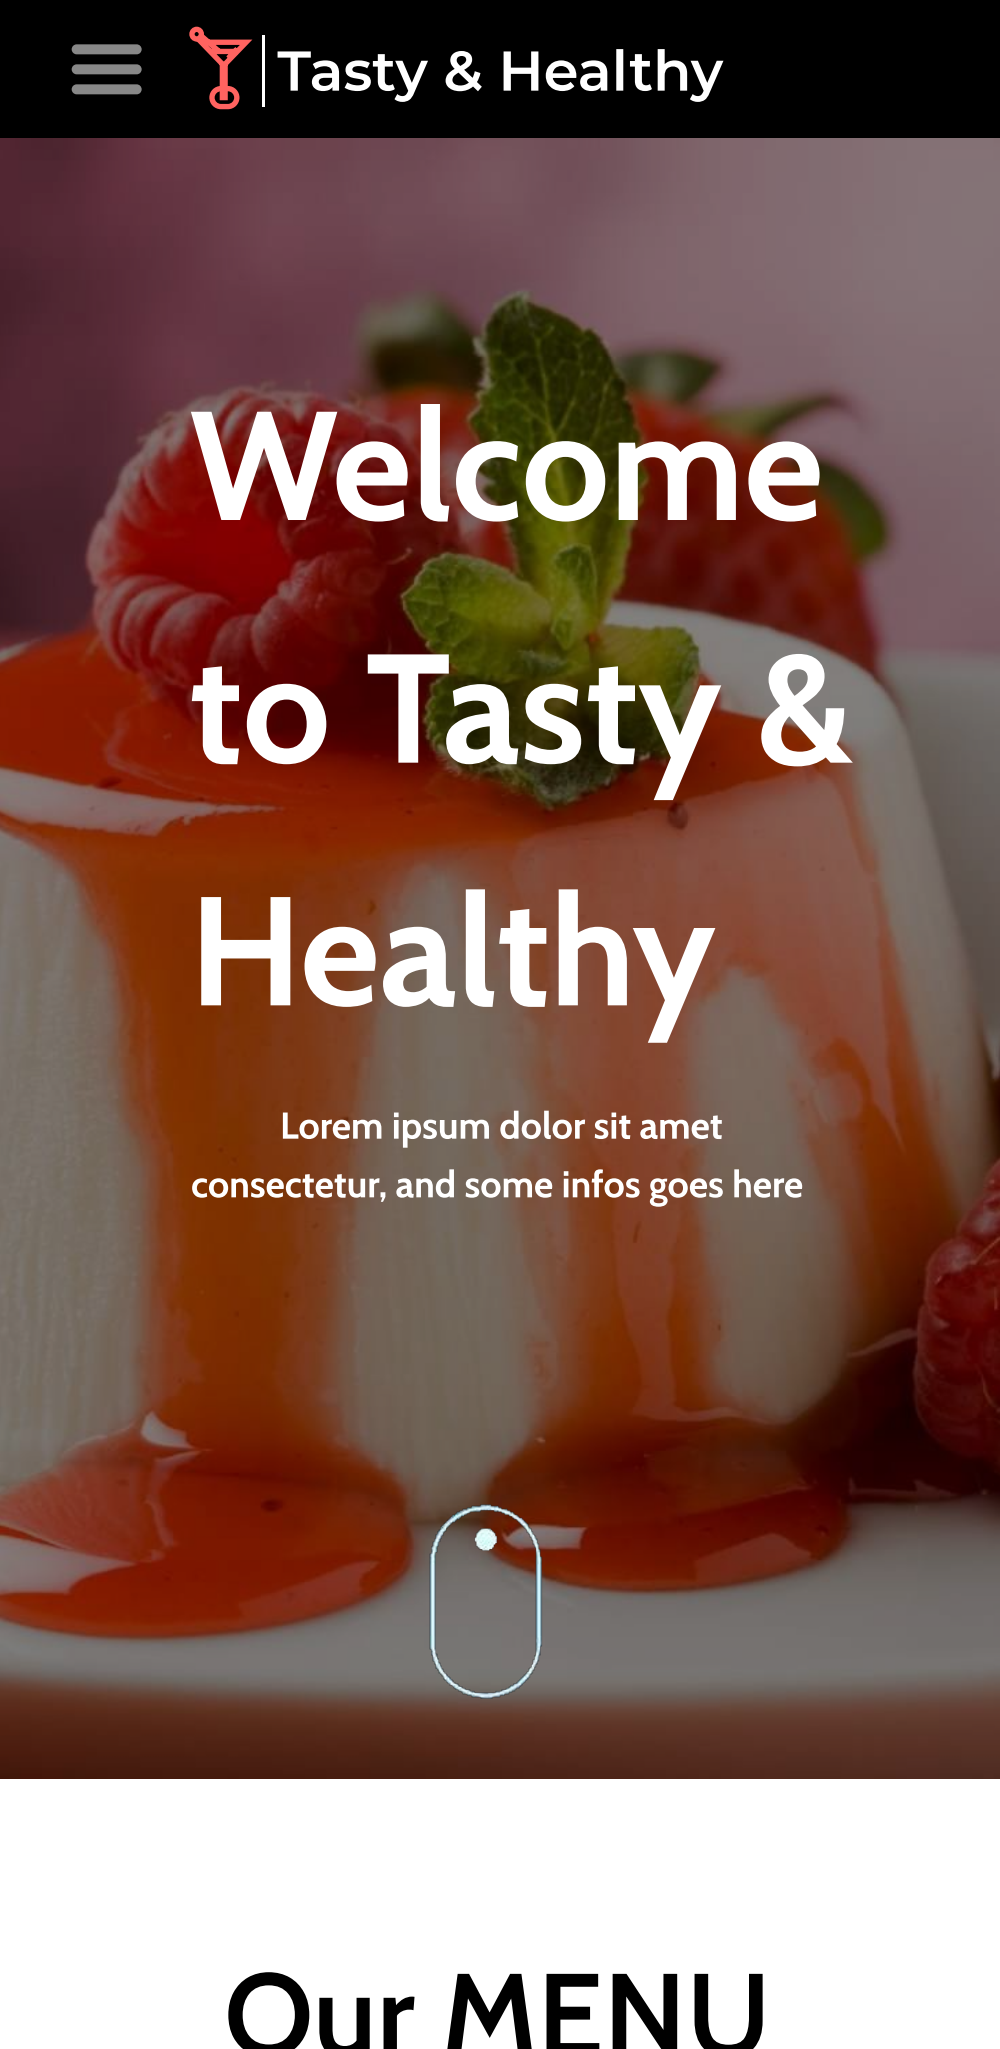 Tasty & Healthy
Welcome
to Tasty &
Healthy
Lorem ipsum dolor sit amet
consectetur, and some infos goes here
Our MENU